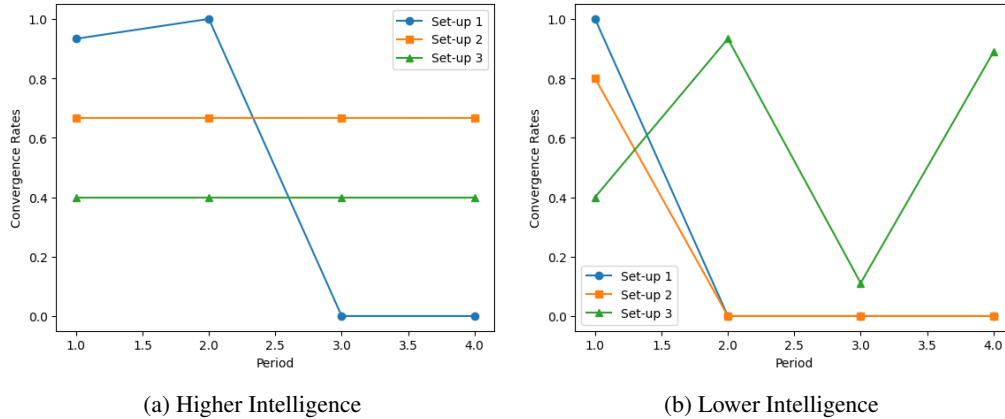 Convergence Rates
1.0
0.8
0.6
0.4
0.2
0.0
Set-up 1
Set-up 2
Set-up 3
1.0 1.5 2.0 2.5 3.0 3.5 4.0
Period
(a) Higher Intelligence
Convergence Rates
1.0
0.8
0.6
0.4
0.2
0.0
Set-up 1
Set-up 2
Set-up 3
1.0 1.5 2.0 2.5 3.0 3.5 4.0
Period
(b) Lower Intelligence